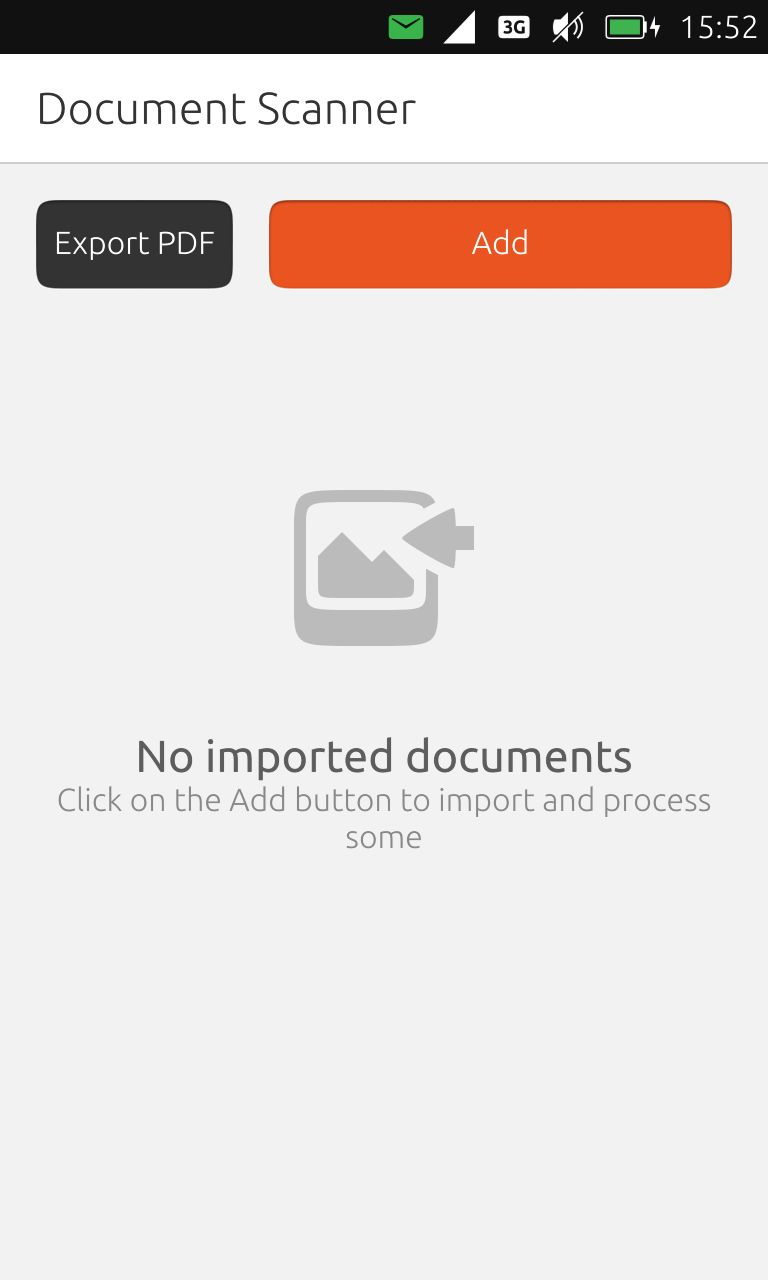 3G 15:52
Document Scanner
Export PDF Add
No imported documents
Click on the Add button to import and process
some